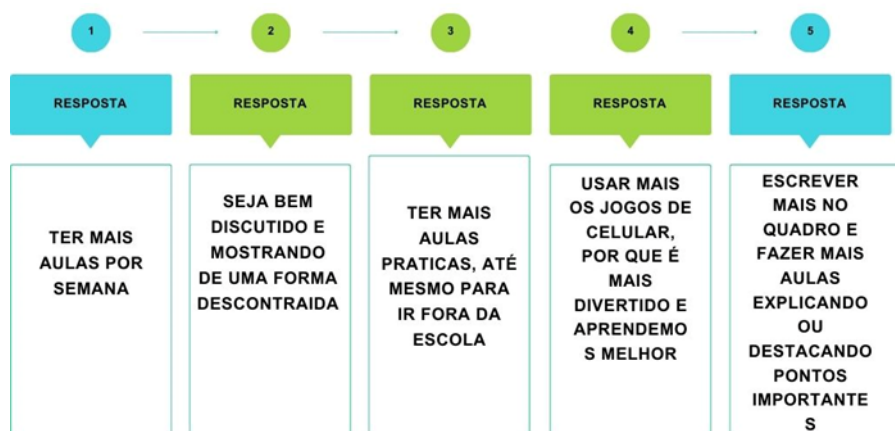 1
2
3
4
5
RESPOSTA
RESPOSTA
RESPOSTA
RESPOSTA
RESPOSTA
TER MAIS
AULAS POR
SEMANA
SEJA BEM
DISCUTIDO E
MOSTRANDO
DE UMA FORMA
DESCONTRAIDA
TER MAIS
AULAS
PRATICAS, ATÉ
MESMO PARA
IR FORA DA
ESCOLA
USAR MAIS
OS JOGOS DE
CELULAR,
POR QUE É
MAIS
DIVERTIDO E
APRENDEMO
S MELHOR
ESCREVER
MAIS NO
QUADRO E
FAZER MAIS
AULAS
EXPLICANDO
OU
DESTACANDO
PONTOS
IMPORTANTE
S